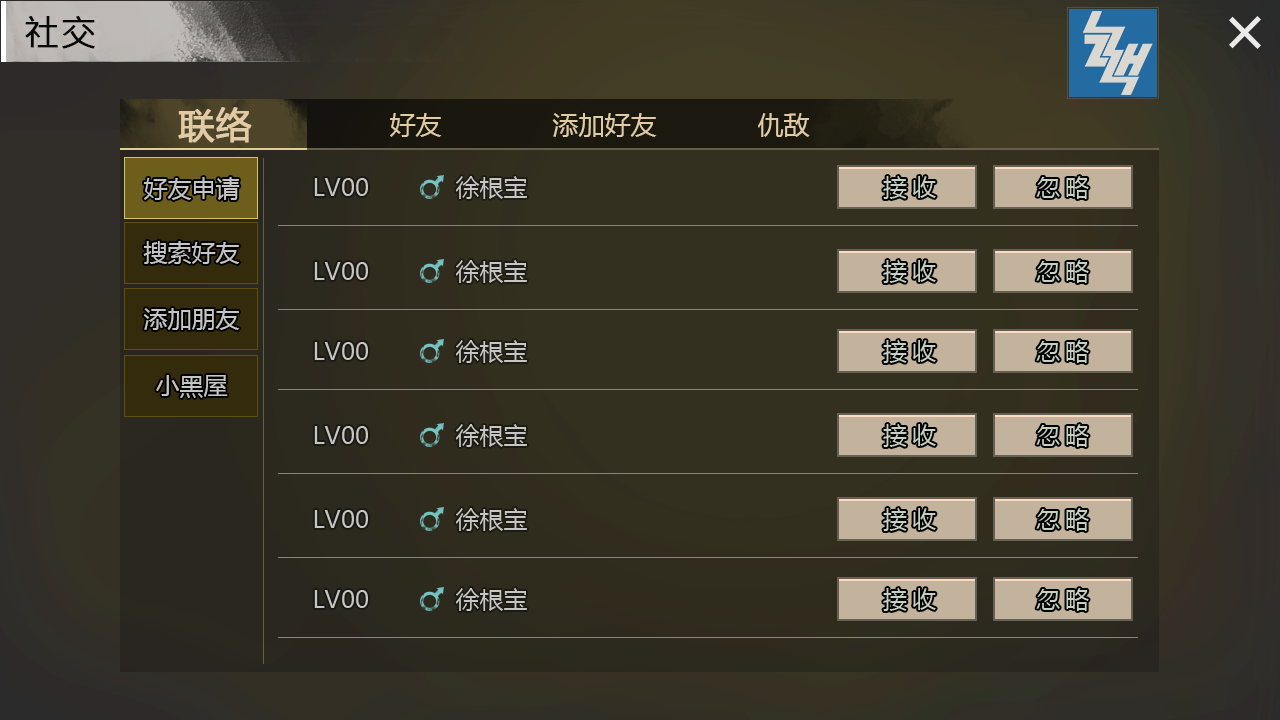 社交
ZZH
联络 好友 添加好友 仇敌
好友申请
搜索好友
添加朋友
小黑屋
LV00 徐根宝 接收 忽略
LV00 徐根宝 接收 忽略
LV00 徐根宝 接收 忽略
LV00 徐根宝 接收 忽略
LV00 徐根宝 接收 忽略
LV00 徐根宝 接收 忽略